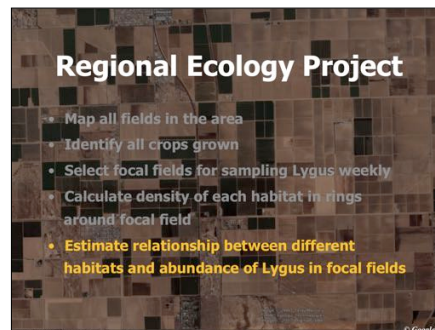 Regional Ecology Project
• Map all fields in the area
• Identify all crops grown
• Select focal fields for sampling Lygus weekly
• Calculate density of each habitat in rings
around focal field
• Estimate relationship between different
habitats and abundance of Lygus in focal fields
© Google